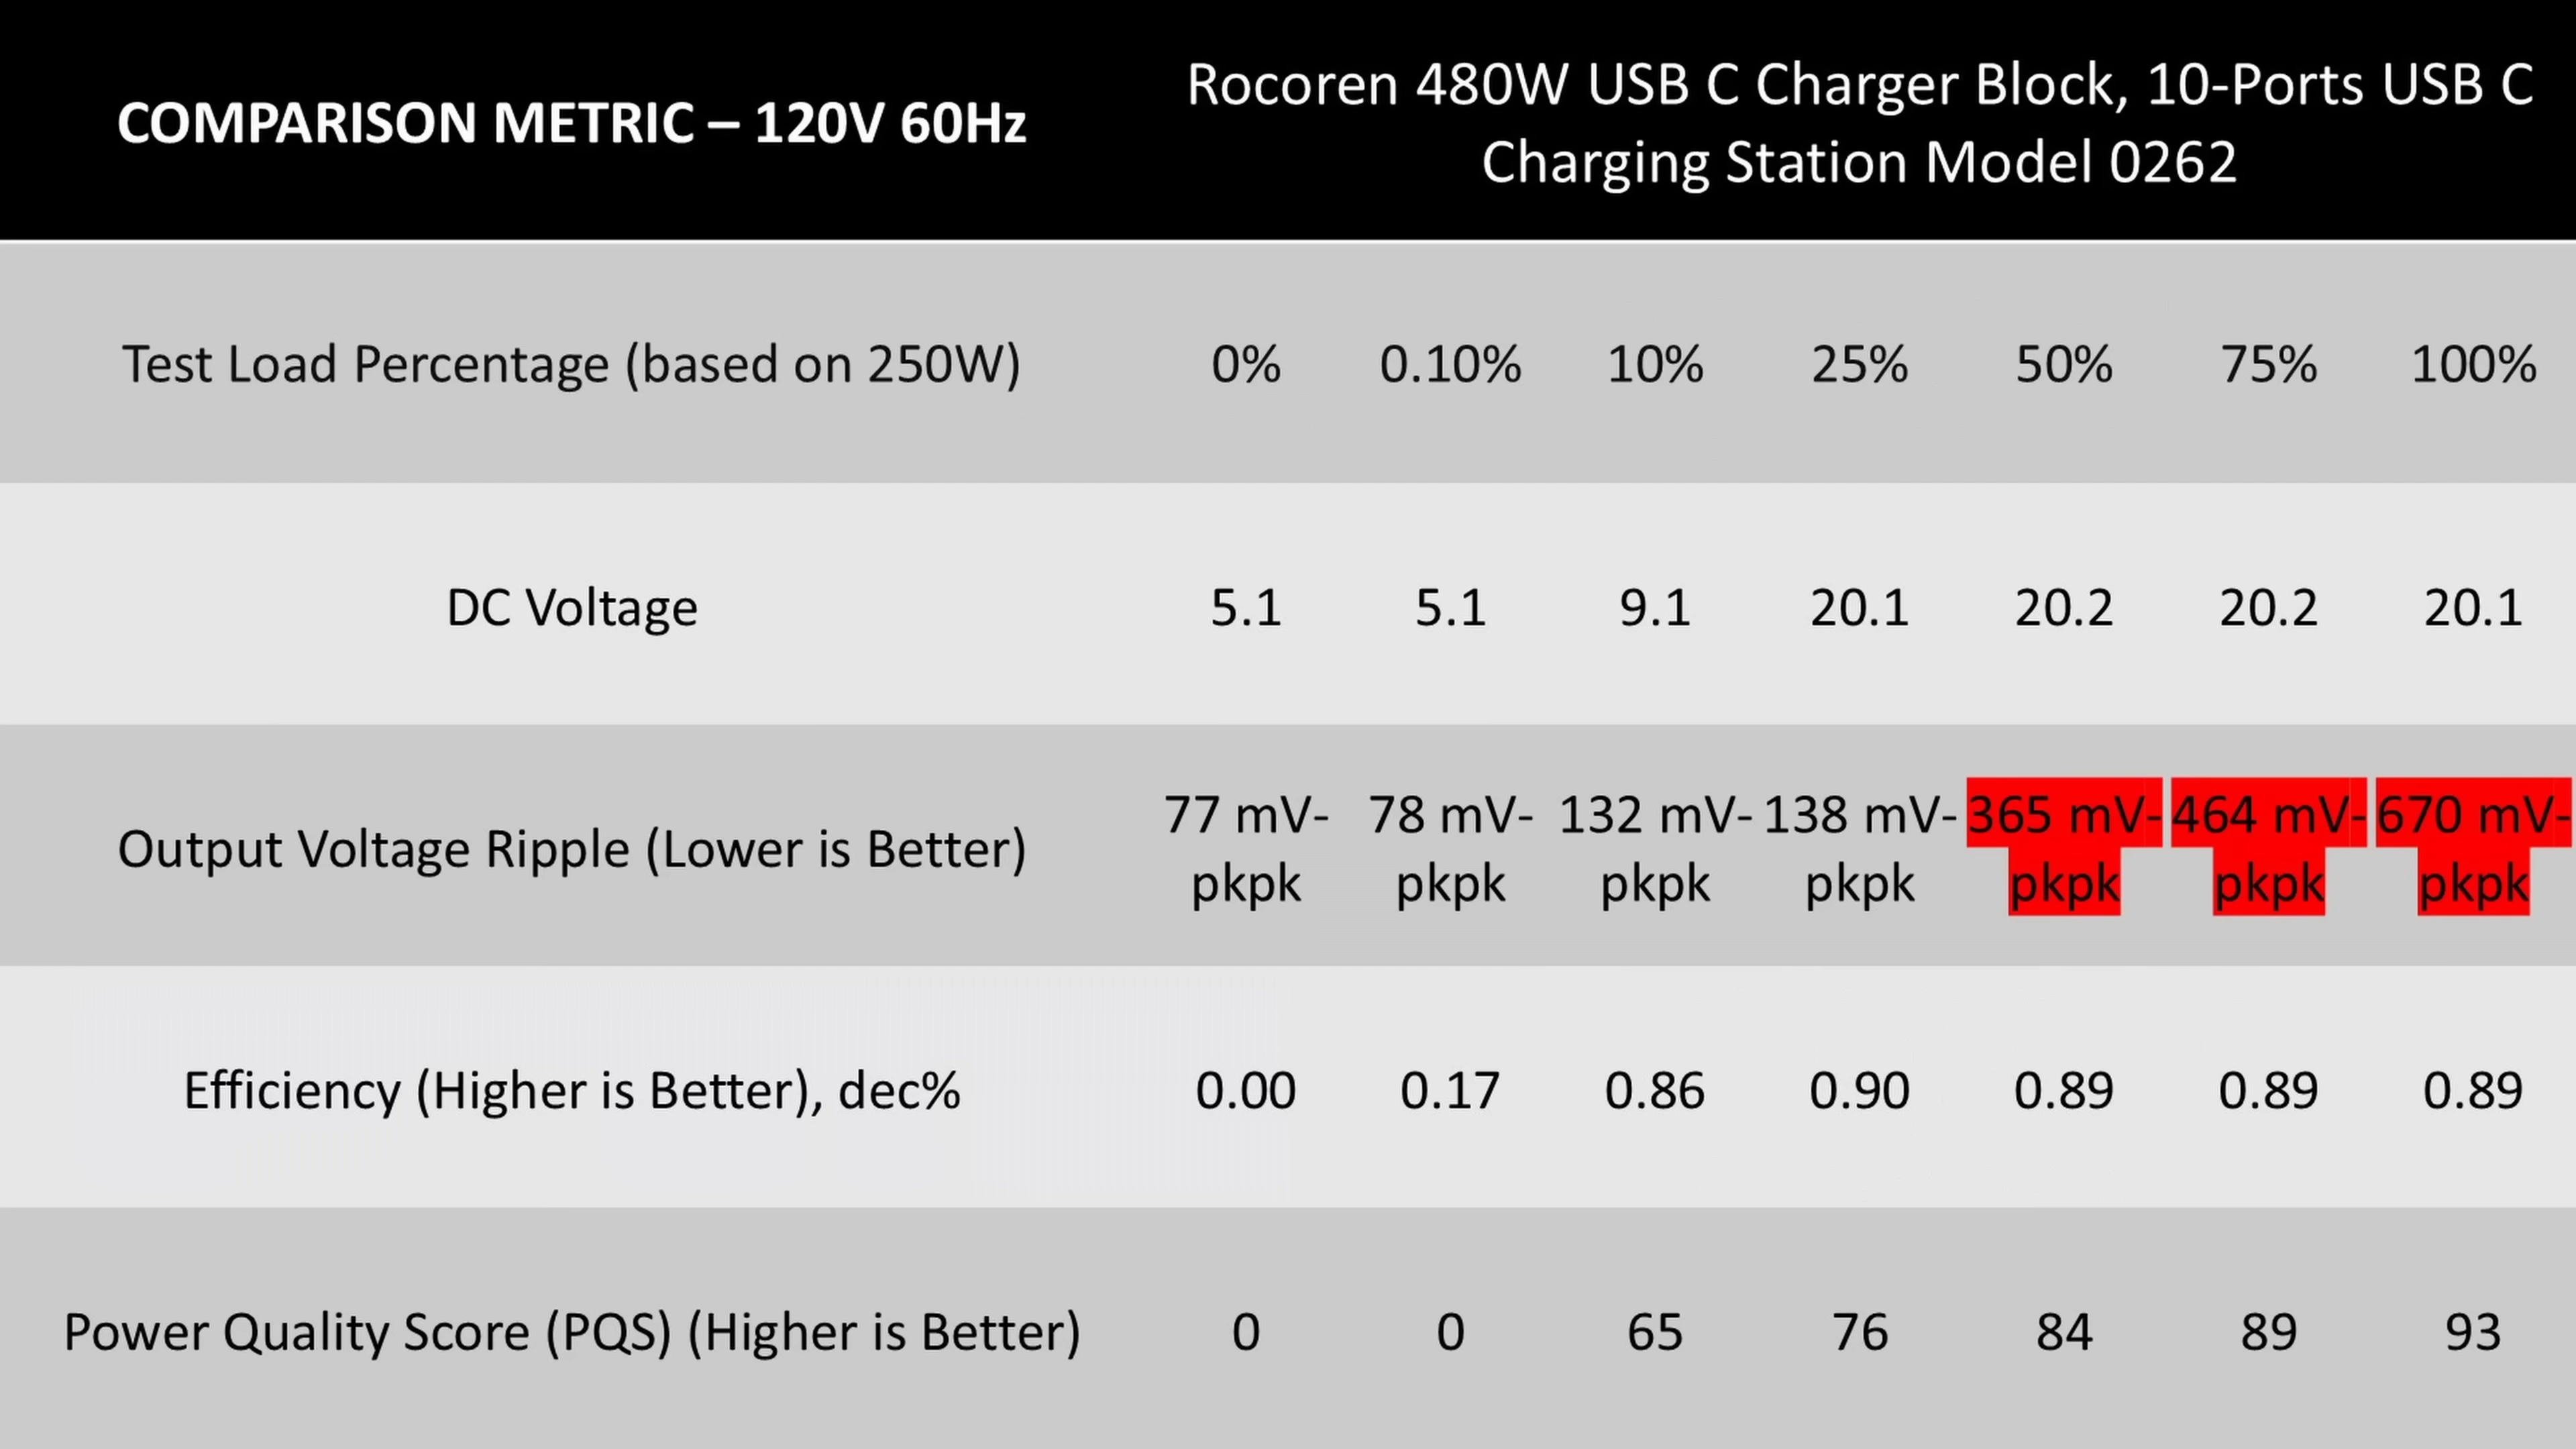 COMPARISON METRIC – 120V 60Hz
Rocoren 480W USB C Charger Block, 10-Ports USB C
Charging Station Model 0262
Test Load Percentage (based on 250W) 0% 0.10% 10% 25% 50% 75% 100%
DC Voltage 5.1 5.1 9.1 20.1 20.2 20.2 20.1
Output Voltage Ripple (Lower is Better) 77 mV-pkpk 78 mV-pkpk 132 mV-pkpk 138 mV-pkpk 365 mV-pkpk 464 mV-pkpk 670 mV-pkpk
Efficiency (Higher is Better), dec% 0.00 0.17 0.86 0.90 0.89 0.89 0.89
Power Quality Score (PQS) (Higher is Better) 0 0 65 76 84 89 93